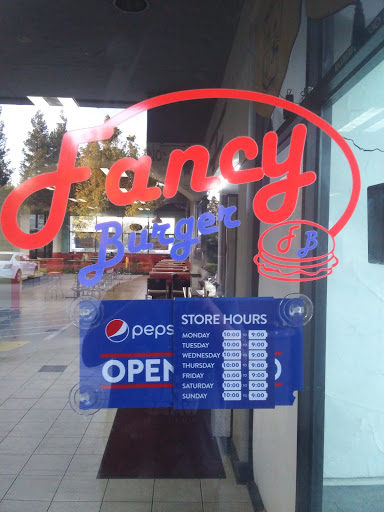 Fancy
Burger
FB
peps
STORE HOURS
OPEN
MONDAY 10:00 TO 9:00
TUESDAY 10:00 TO 9:00
WEDNESDAY 10:00 TO 9:00
THURSDAY 10:00 TO 9:00
FRIDAY 10:00 TO 9:00
SATURDAY 10:00 TO 9:00
SUNDAY 10:00 TO 9:00